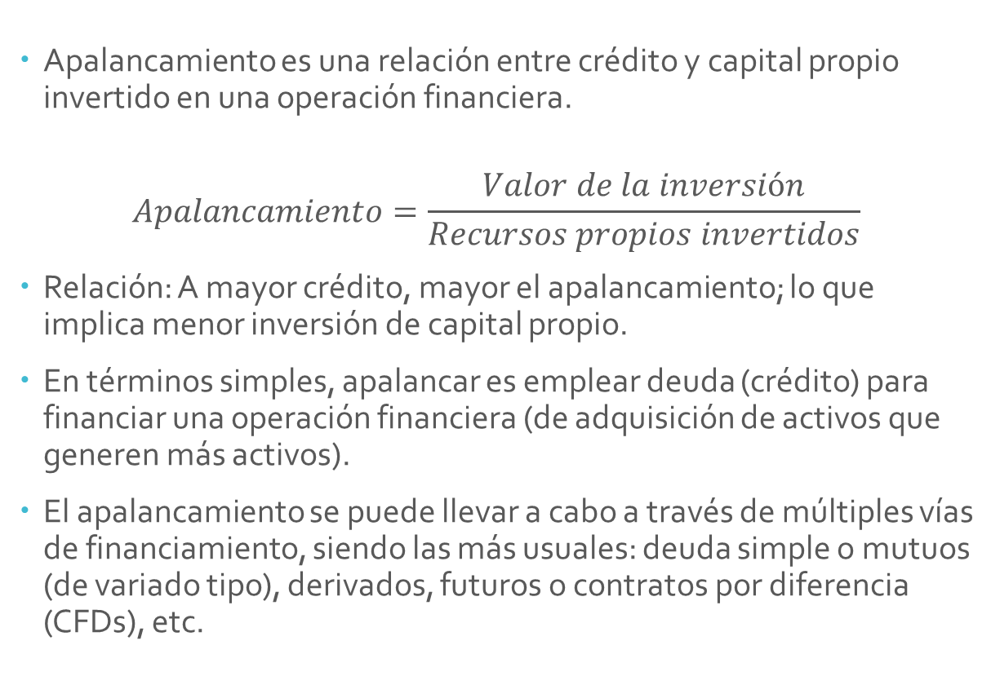 • Apalancamiento es una relación entre crédito y capital propio
invertido en una operación financiera.
Apalancamiento = Valor de la inversión / Recursos propios invertidos
• Relación: A mayor crédito, mayor el apalancamiento; lo que
implica menor inversión de capital propio.
• En términos simples, apalancar es emplear deuda (crédito) para
financiar una operación financiera (de adquisición de activos que
generen más activos).
• El apalancamiento se puede llevar a cabo a través de múltiples vías
de financiamiento, siendo las más usuales: deuda simple o mutuos
(de variado tipo), derivados, futuros o contratos por diferencia
(CFDs), etc.